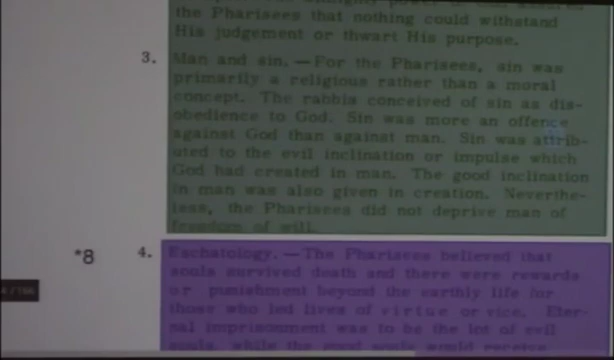 the Pharisees that nothing could withstand
His judgement or thwart His purpose.
3. Man and sin. — For the Pharisees, sin was
primarily a religious rather than a moral
concept. The rabbis conceived of sin as dis-
obedience to God. Sin was more an offence
against God than against man. Sin was attrib-
uted to the evil inclination or impulse which
God had created in man. The good inclination
in man was also given in creation. Neverthe-
less, the Pharisees did not deprive man of
freedom of will.
*8 4. Eschatology. — The Pharisees believed that
souls survived death and there were rewards
or punishment beyond the earthly life for
those who led lives of virtue or vice. Eter-
nal imprisonment was to be the lot of evil
souls, while the good souls would receive